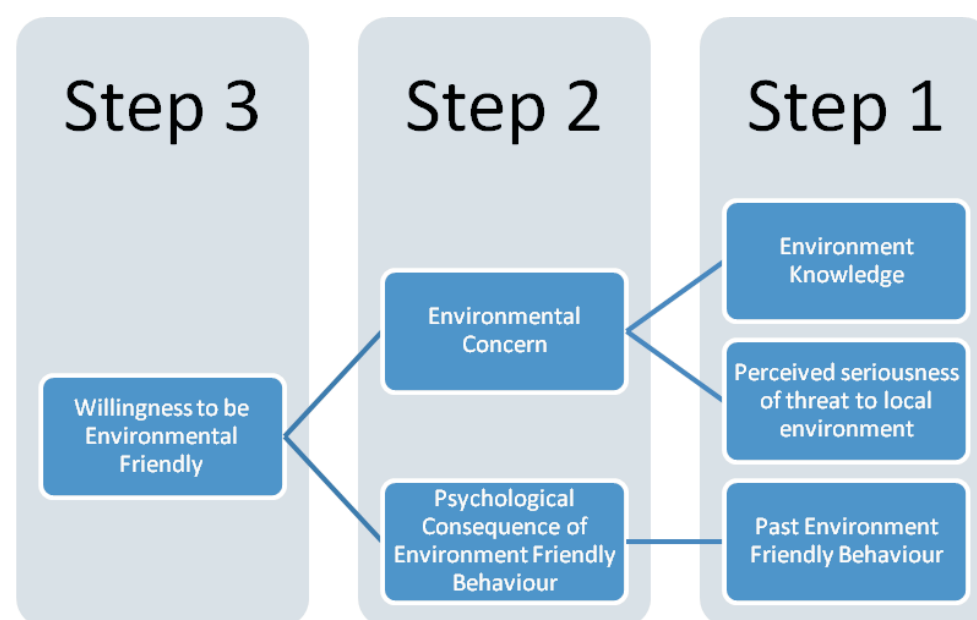 Step 3
Step 2
Step 1
Willingness to be
Environmental
Friendly
Environmental
Concern
Psychological
Consequence of
Environment Friendly
Behaviour
Environment
Knowledge
Perceived seriousness
of threat to local
environment
Past Environment
Friendly Behaviour